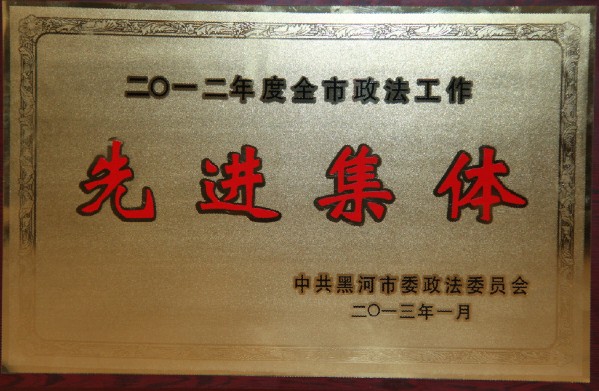 二〇一二年度全市政法工作
先进集体
中共黑河市委政法委员会
二〇一三年一月